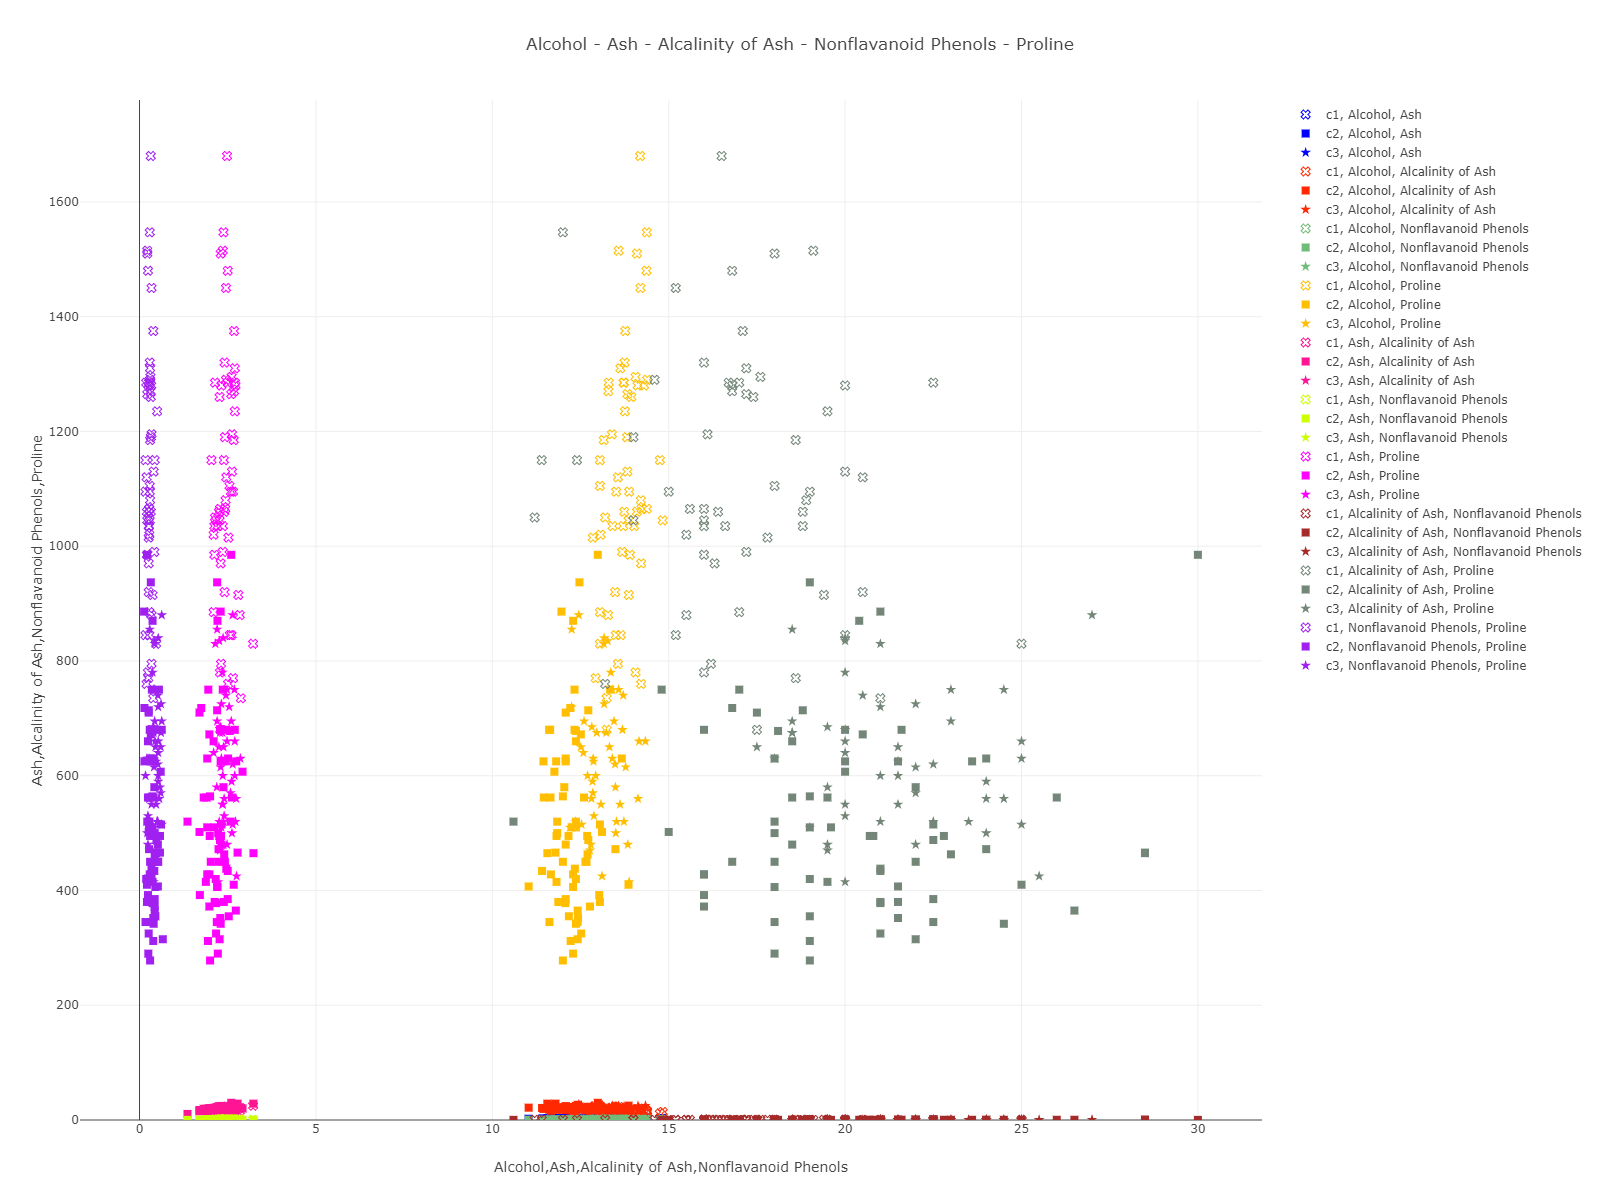 Alcohol - Ash - Alcalinity of Ash - Nonflavanoid Phenols - Proline
c1, Alcohol, Ash
c2, Alcohol, Ash
c3, Alcohol, Ash
c1, Alcohol, Alcalinity of Ash
c2, Alcohol, Alcalinity of Ash
c3, Alcohol, Alcalinity of Ash
c1, Alcohol, Nonflavanoid Phenols
c2, Alcohol, Nonflavanoid Phenols
c3, Alcohol, Nonflavanoid Phenols
c1, Alcohol, Proline
c2, Alcohol, Proline
c3, Alcohol, Proline
c1, Ash, Alcalinity of Ash
c2, Ash, Alcalinity of Ash
c3, Ash, Alcalinity of Ash
c1, Ash, Nonflavanoid Phenols
c2, Ash, Nonflavanoid Phenols
c3, Ash, Nonflavanoid Phenols
c1, Ash, Proline
c2, Ash, Proline
c3, Ash, Proline
c1, Alcalinity of Ash, Nonflavanoid Phenols
c2, Alcalinity of Ash, Nonflavanoid Phenols
c3, Alcalinity of Ash, Nonflavanoid Phenols
c1, Alcalinity of Ash, Proline
c2, Alcalinity of Ash, Proline
c3, Alcalinity of Ash, Proline
c1, Nonflavanoid Phenols, Proline
c2, Nonflavanoid Phenols, Proline
c3, Nonflavanoid Phenols, Proline
1600
1400
1200
1000
800
600
400
200
0
Ash,Alcalinity of Ash,Nonflavanoid Phenols,Proline
0 5 10 15 20 25 30
Alcohol,Ash,Alcalinity of Ash,Nonflavanoid Phenols